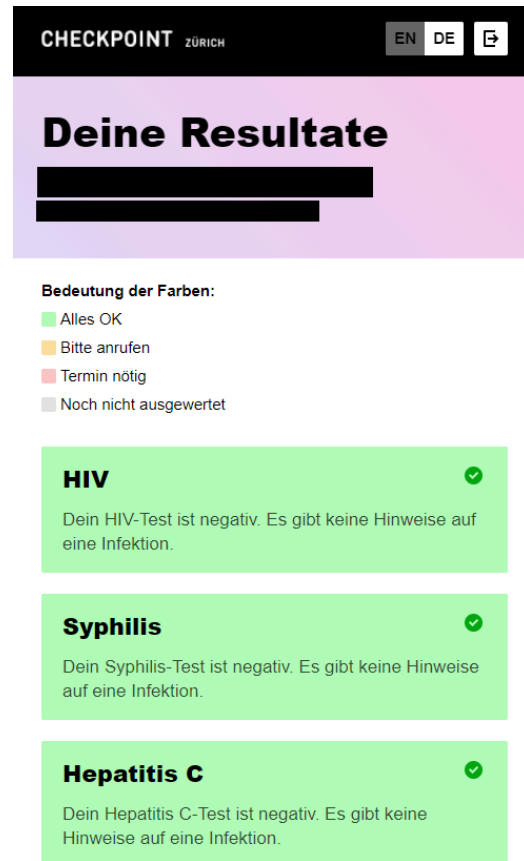 CHECKPOINT ZÜRICH
EN DE
Deine Resultate
Bedeutung der Farben:
Alles OK
Bitte anrufen
Termin nötig
Noch nicht ausgewertet
HIV
Dein HIV-Test ist negativ. Es gibt keine Hinweise auf
eine Infektion.
Syphilis
Dein Syphilis-Test ist negativ. Es gibt keine Hinweise
auf eine Infektion.
Hepatitis C
Dein Hepatitis C-Test ist negativ. Es gibt keine
Hinweise auf eine Infektion.